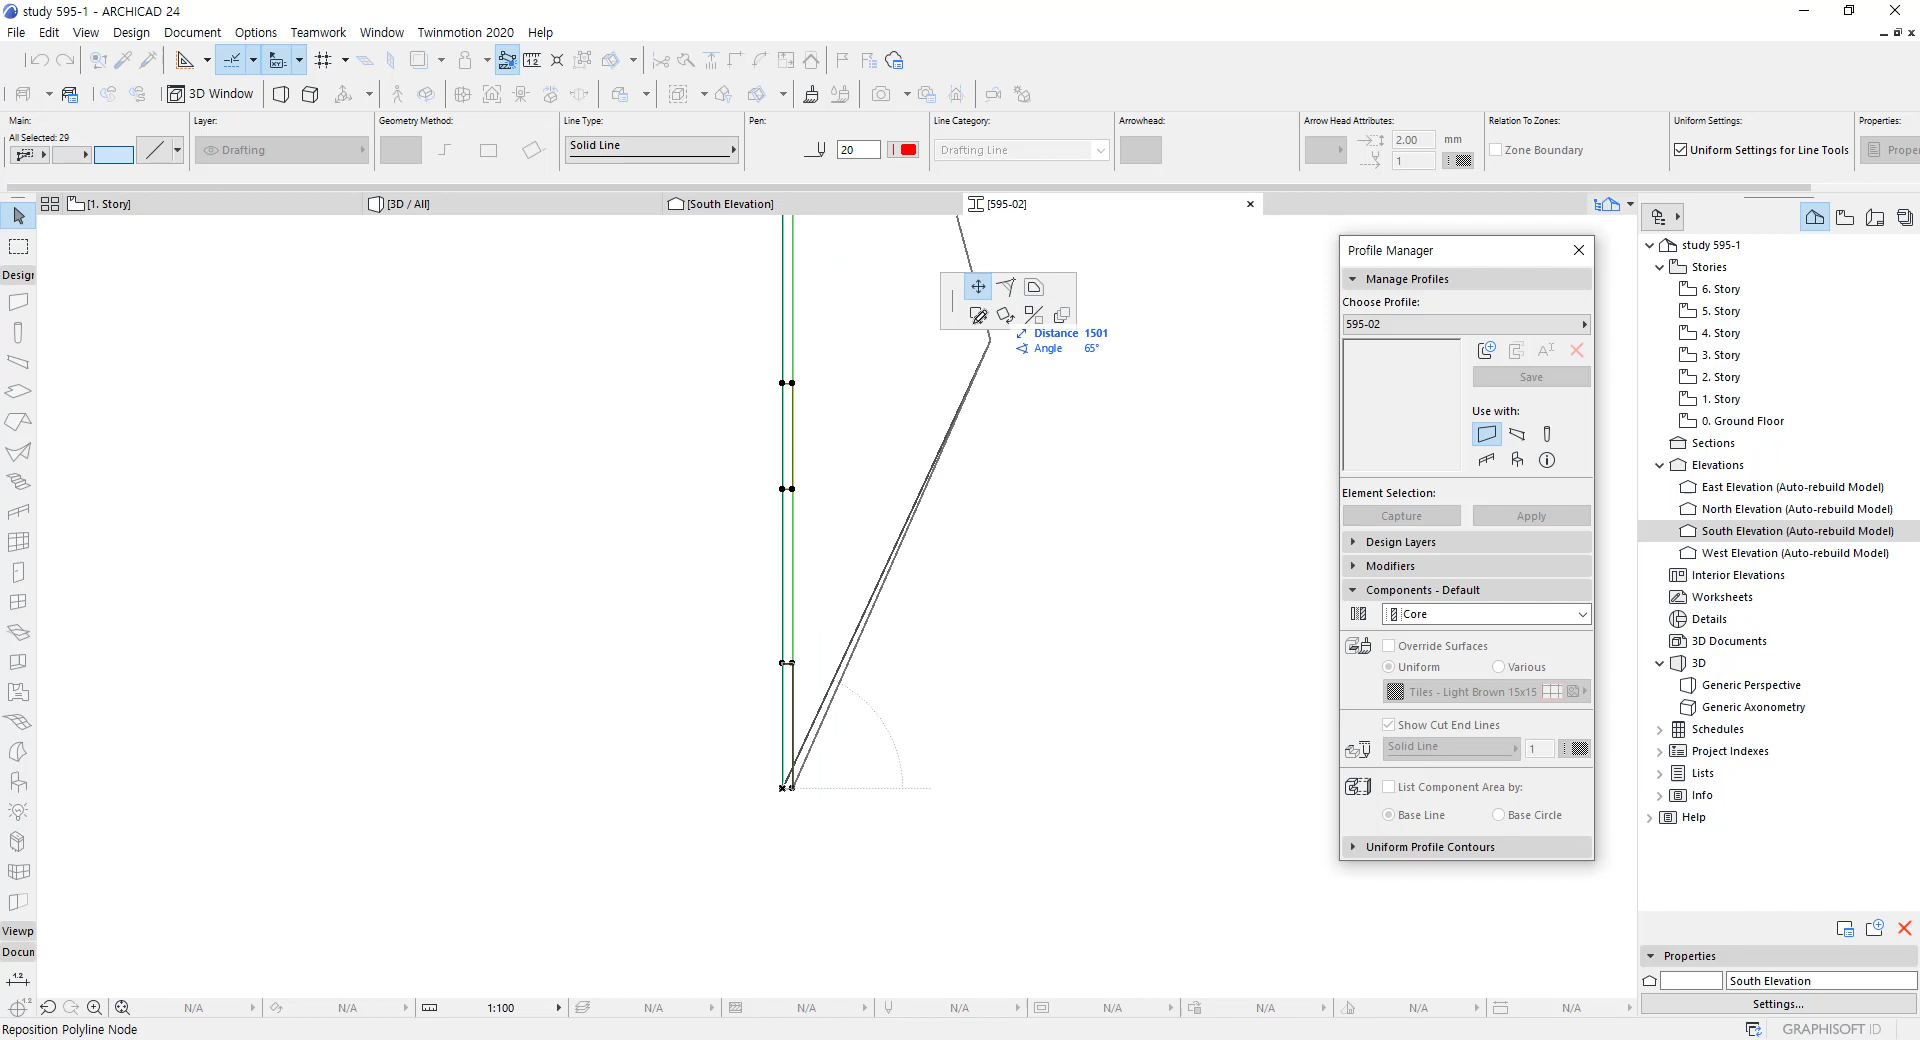 study 595-1 - ARCHICAD 24
File Edit View Design Document Options Teamwork Window Twinmotion 2020 Help
3D Window
Main:
All Selected: 29
Layer:
Drafting
Geometry Method:
Line Type:
Solid Line
Pen:
20
Line Category:
Drafting Line
Arrowhead:
Arrow Head Attributes:
2.00 mm
1
Relation To Zones:
Zone Boundary
Uniform Settings:
Uniform Settings for Line Tools
Properties:
Proper
[1. Story]
[3D / All]
[South Elevation]
[595-02]
Desigr
Viewp
Docun
1.2
Distance 1501
Angle 65°
Profile Manager
Manage Profiles
Choose Profile:
595-02
Save
Use with:
Element Selection:
Capture
Apply
Design Layers
Modifiers
Components - Default
Core
Override Surfaces
Uniform
Various
Tiles - Light Brown 15x15
Show Cut End Lines
Solid Line
1
List Component Area by:
Base Line
Base Circle
Uniform Profile Contours
study 595-1
Stories
6. Story
5. Story
4. Story
3. Story
2. Story
1. Story
0. Ground Floor
Sections
Elevations
East Elevation (Auto-rebuild Model)
North Elevation (Auto-rebuild Model)
South Elevation (Auto-rebuild Model)
West Elevation (Auto-rebuild Model)
Interior Elevations
Worksheets
Details
3D Documents
3D
Generic Perspective
Generic Axonometry
Schedules
Project Indexes
Lists
Info
Help
Properties
South Elevation
Settings...
N/A N/A 1:100 N/A N/A N/A N/A N/A N/A N/A
Reposition Polyline Node
GRAPHISOFT ID